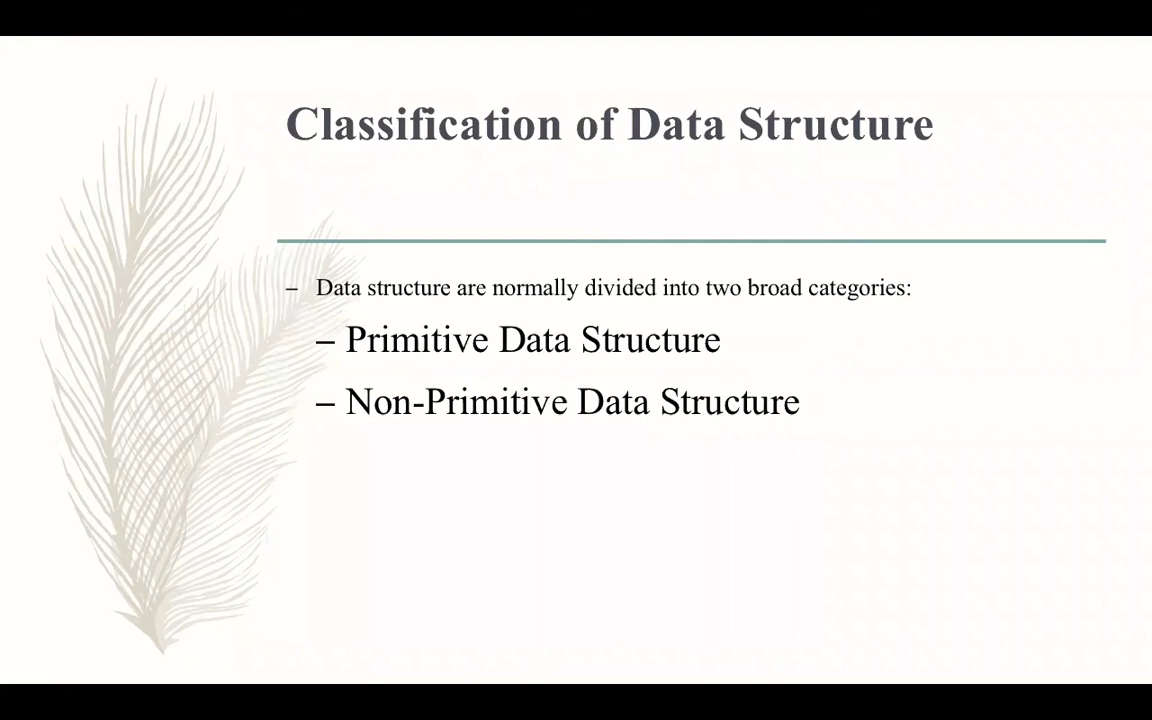 Classification of Data Structure
– Data structure are normally divided into two broad categories:
– Primitive Data Structure
– Non-Primitive Data Structure